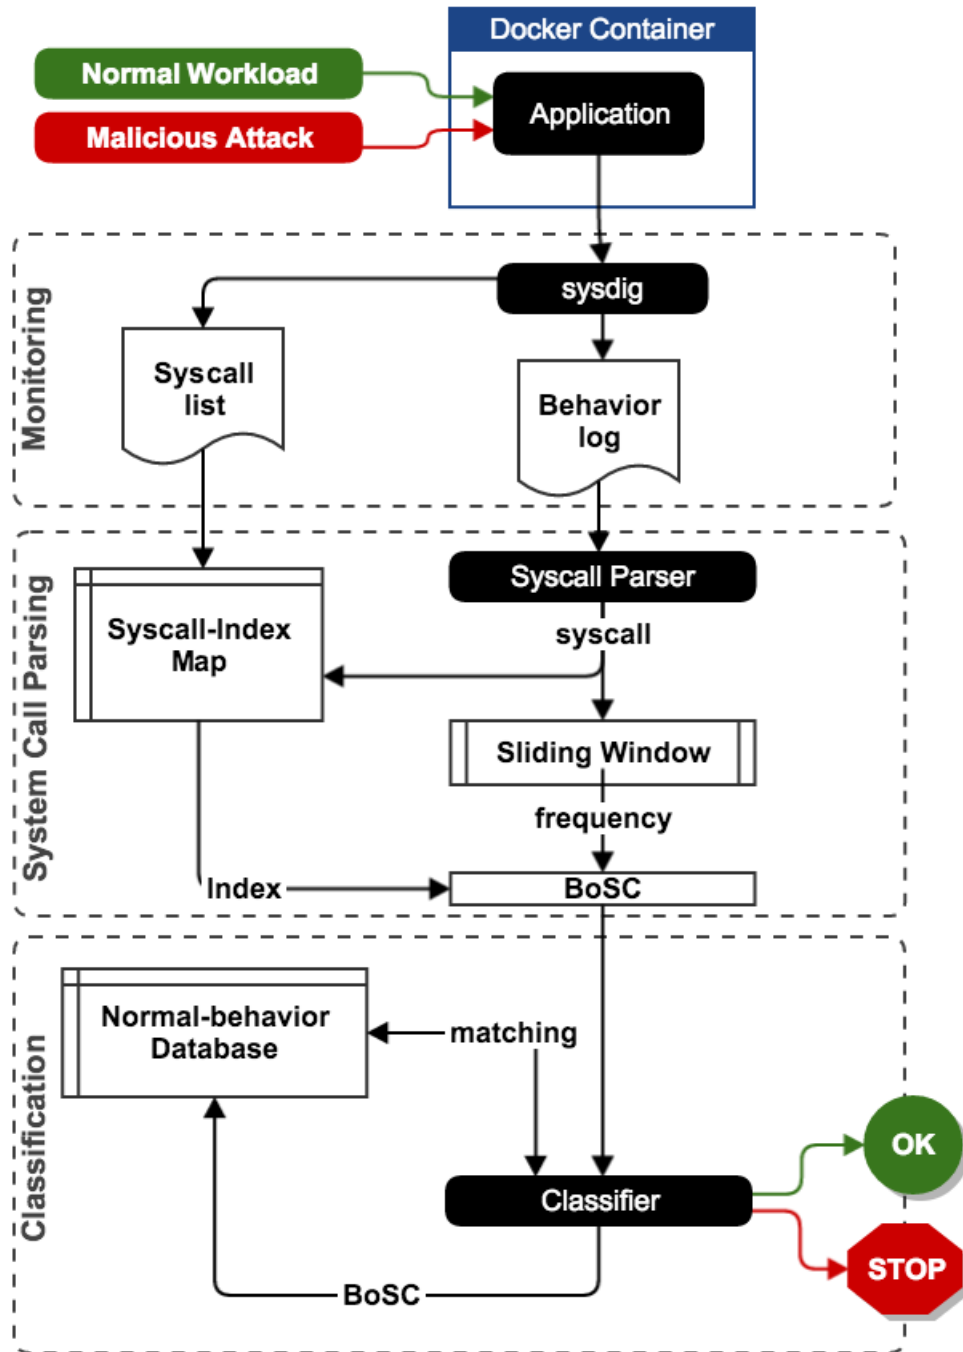 Docker Container
Normal Workload
Application
Malicious Attack
Monitoring
sysdig
Syscall
list
Behavior
log
System Call Parsing
Syscall Parser
syscall
Syscall-Index
Map
Sliding Window
frequency
Index
BoSC
Classification
Normal-behavior
Database
matching
OK
Classifier
STOP
BoSC